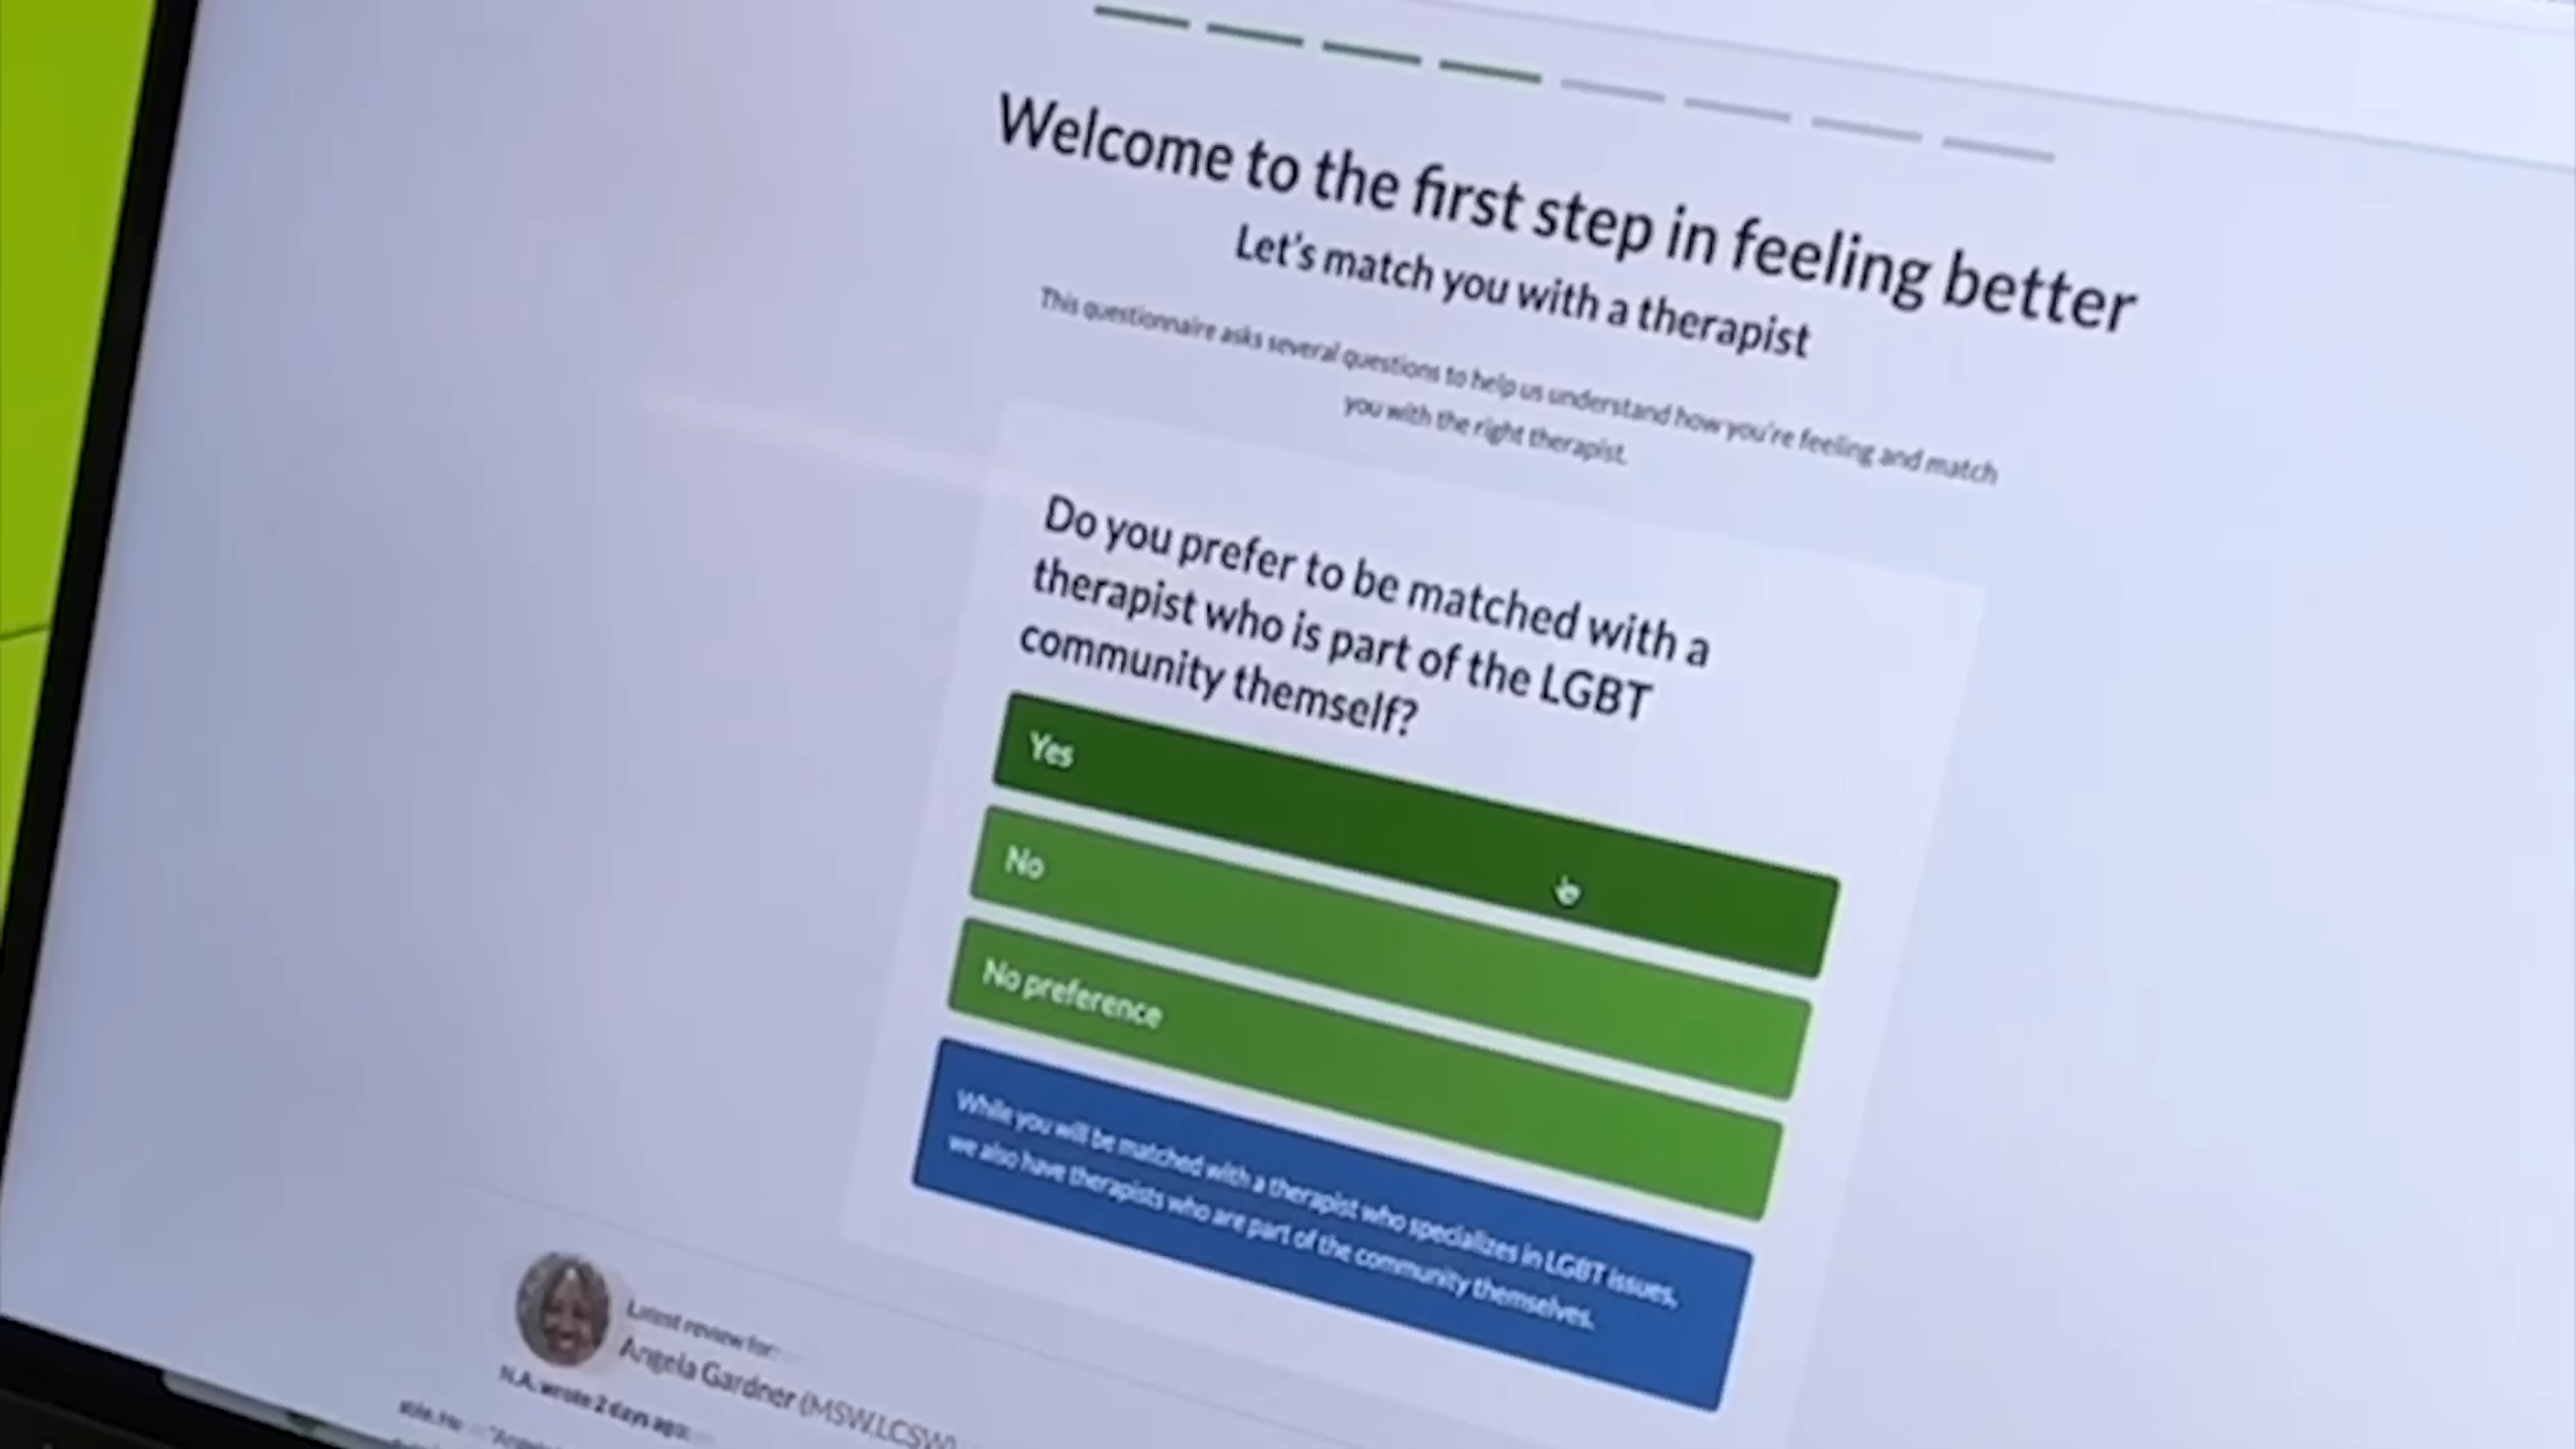 Welcome to the first step in feeling better
Let's match you with a therapist
This questionnaire asks several questions to help us understand how you're feeling and match
you with the right therapist.
Do you prefer to be matched with a
therapist who is part of the LGBT
community themself?
Yes
No
No preference
While you will be matched with a therapist who specializes in LGBT issues,
we also have therapists who are part of the community themselves.
Latest review for:
Angela Gardner (MSW,LCSW)
N.A. wrote 2 days ago: